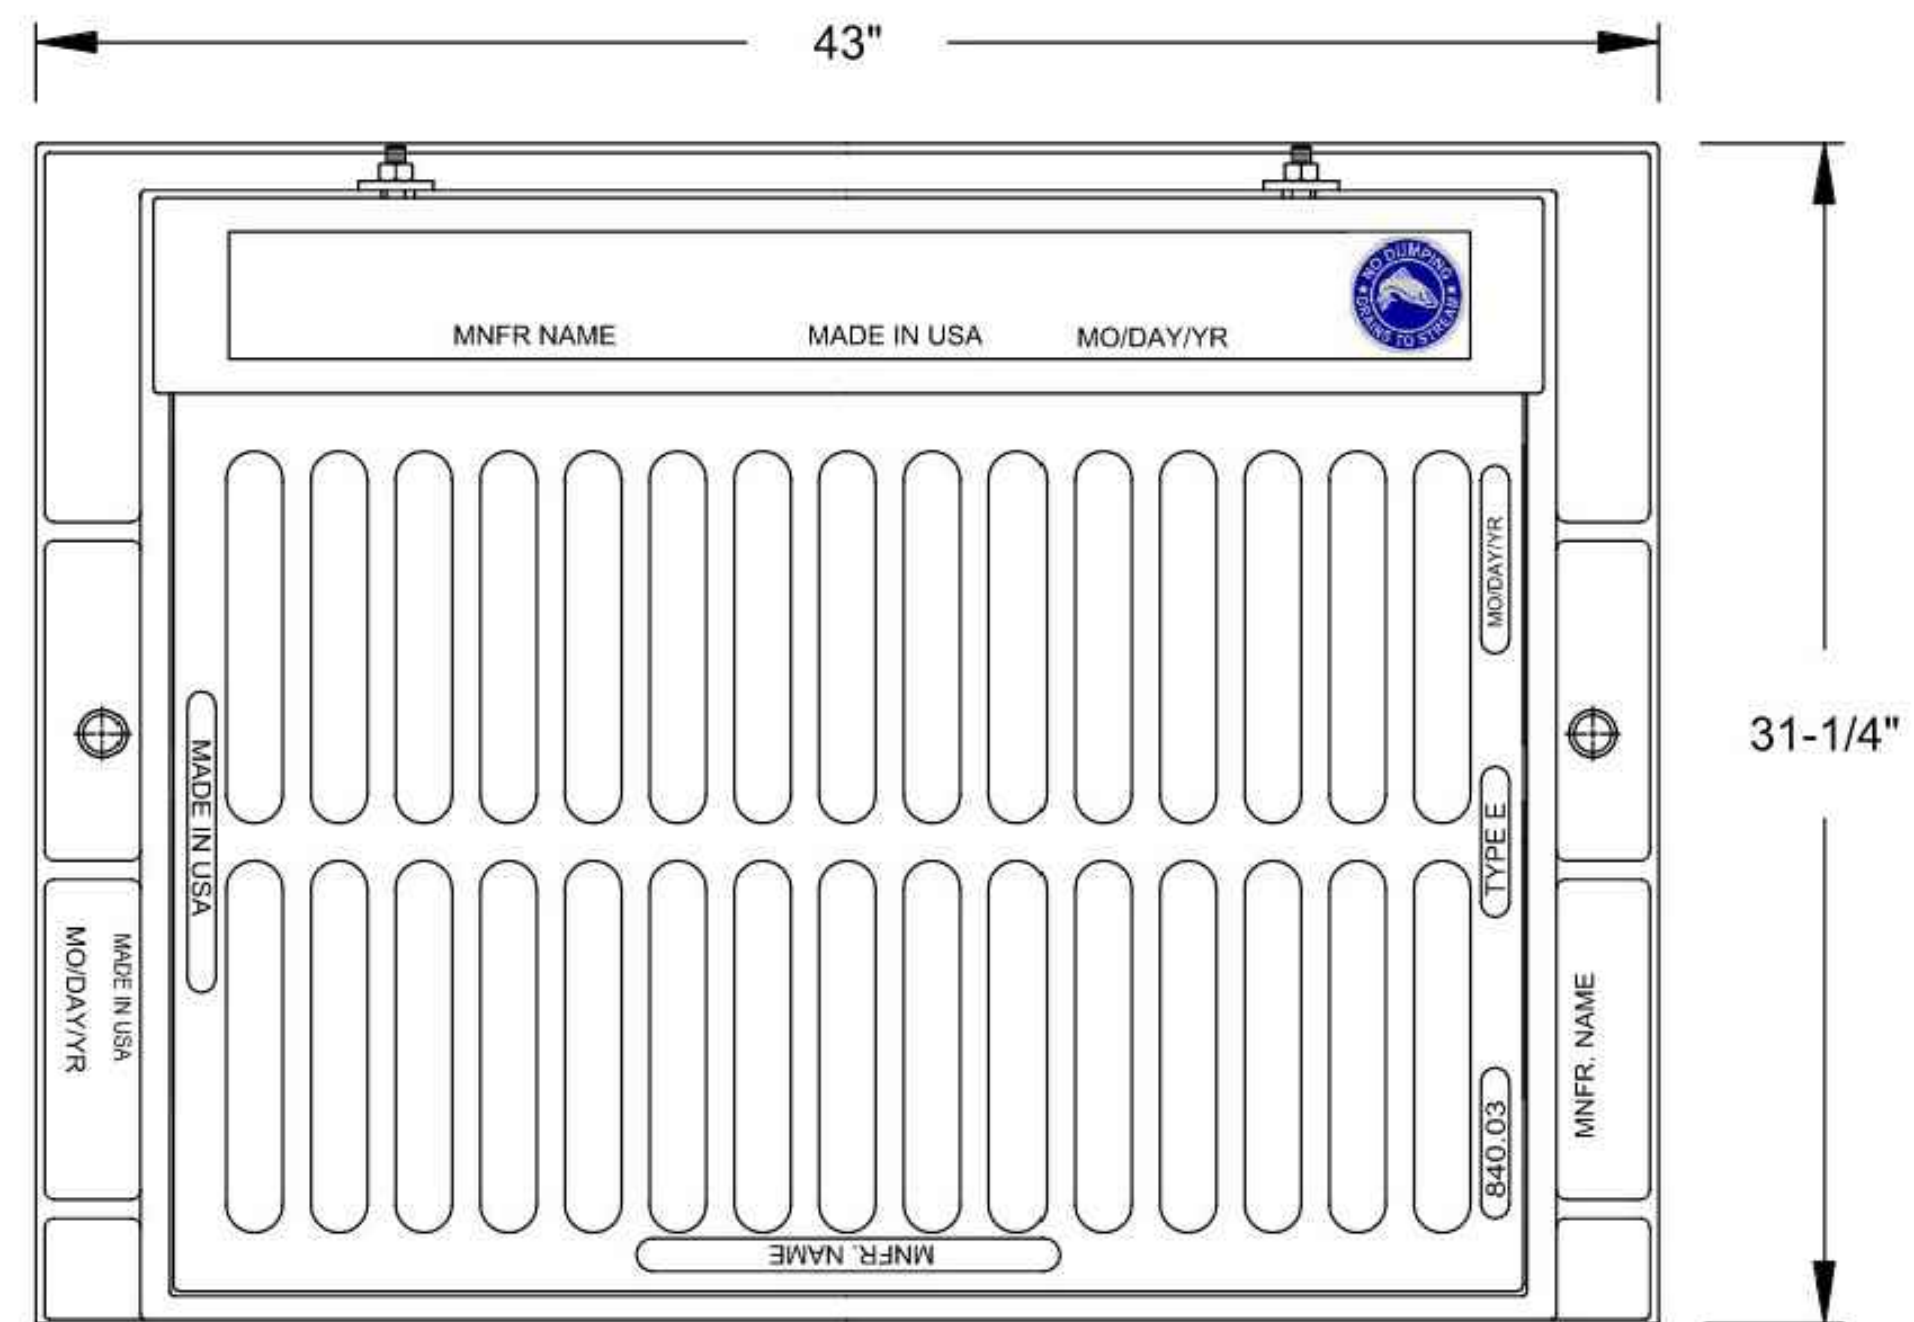 43"
NO DUMPING
DRAINS TO STREAM
MNFR NAME
MADE IN USA
MO/DAY/YR
MO/DAY/YR
31-1/4"
MADE IN USA
TYPE E
MADE IN USA
MO/DAY/YR
MNFR. NAME
840.03
MNFR. NAME